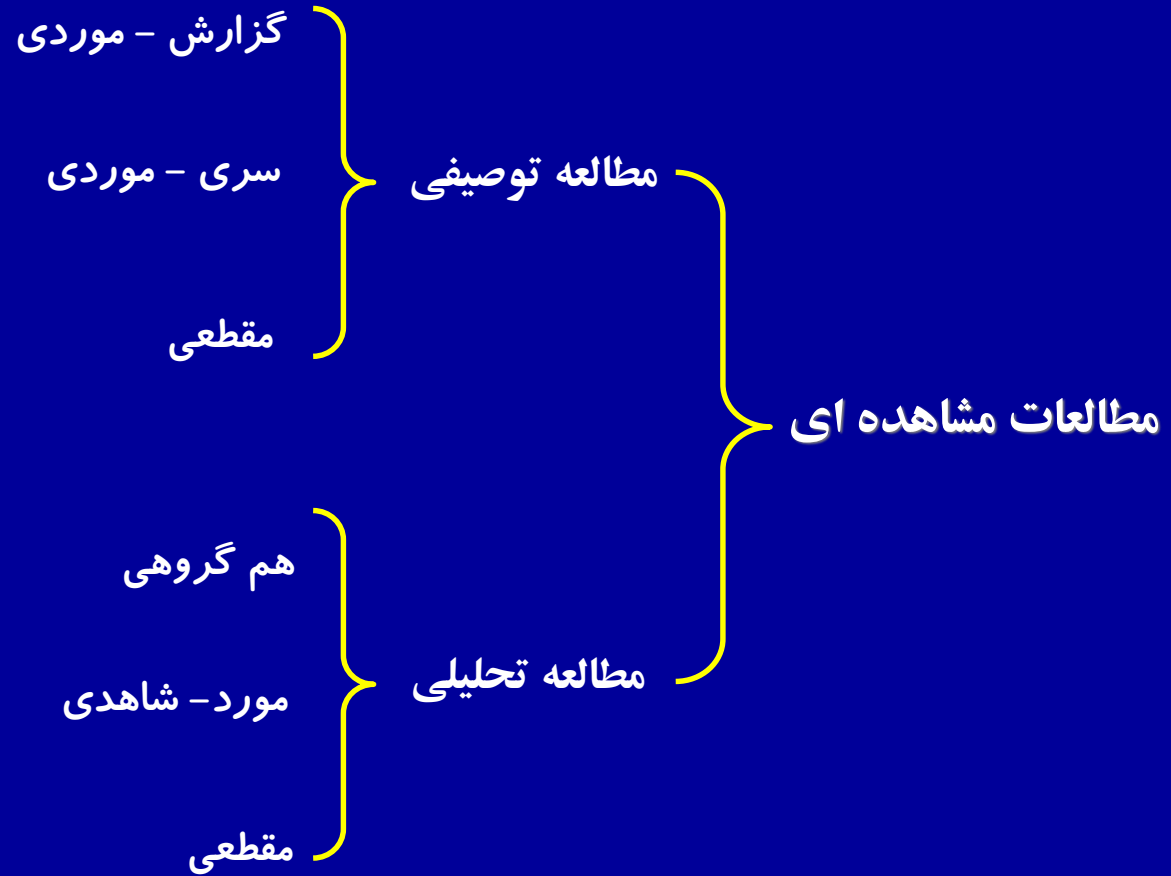 مطالعات مشاهده ای
مطالعه توصیفی
گزارش – موردی
سری – موردی
مقطعی
مطالعه تحلیلی
هم گروهی
مورد– شاهدی
مقطعی